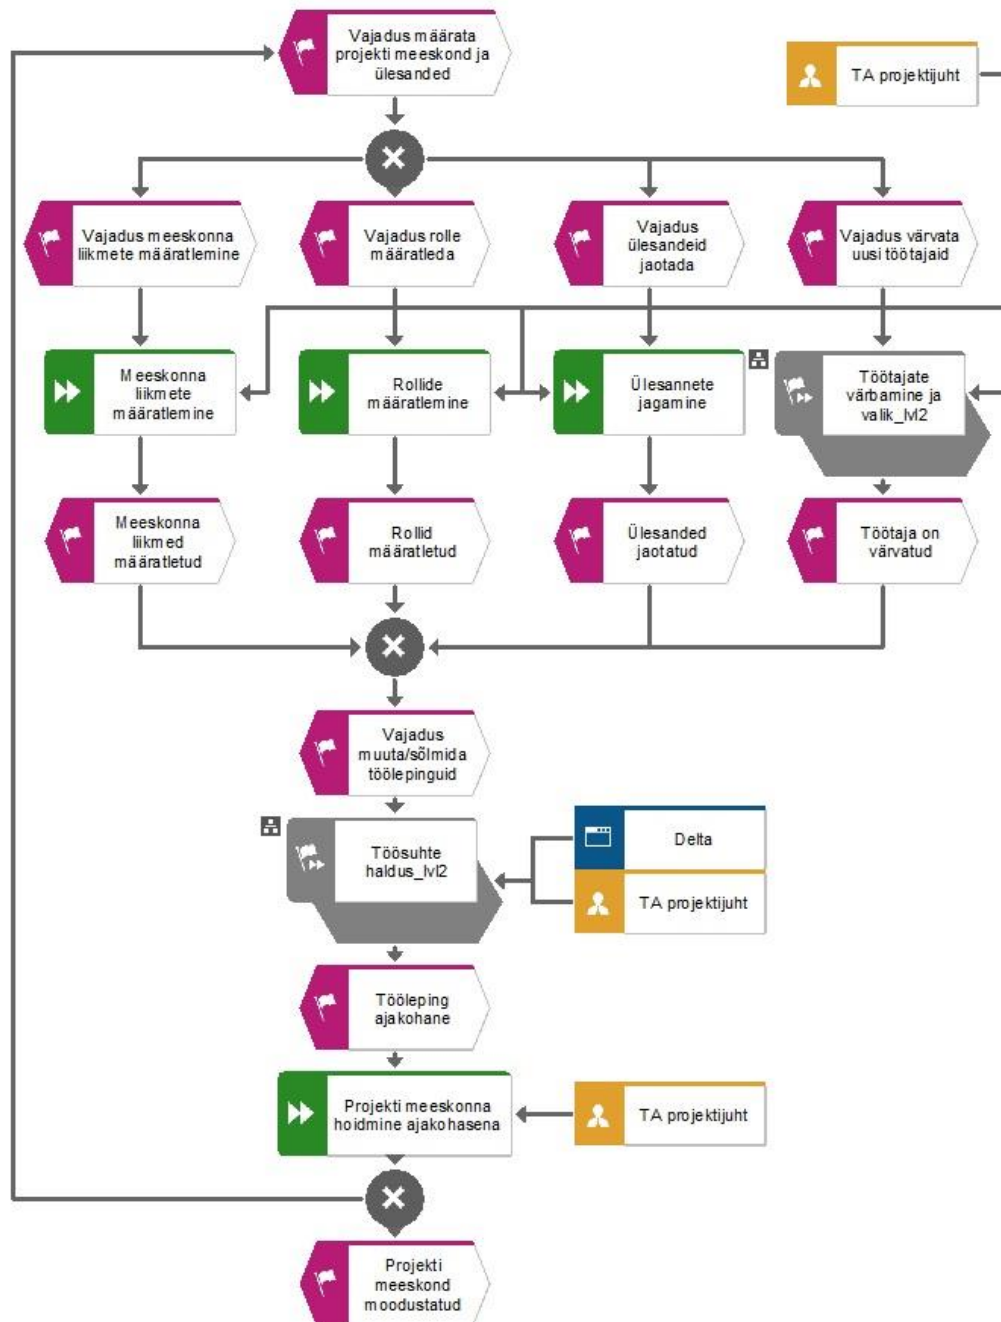 Vajadus määrata
projekti meeskond ja
ülesanded
TA projektijuht
Vajadus meeskonna
liikmete määratlemine
Vajadus rolle
määratleda
Vajadus
ülesandeid
jaotada
Vajadus värvata
uusi töötajaid
Meeskonna
liikmete
määratlemine
Rollide
määratlemine
Ülesannete
jagamine
Töötajate
värbamine ja
valik_lvl2
Meeskonna
liikmed
määratletud
Rollid
määratletud
Ülesanded
jaotatud
Töötaja on
värvatud
Vajadus
muuta/sõlmida
töölepinguid
Töösuhte
haldus_lvl2
Delta
TA projektijuht
Tööleping
ajakohane
Projekti meeskonna
hoidmine ajakohasena
TA projektijuht
Projekti
meeskond
moodustatud